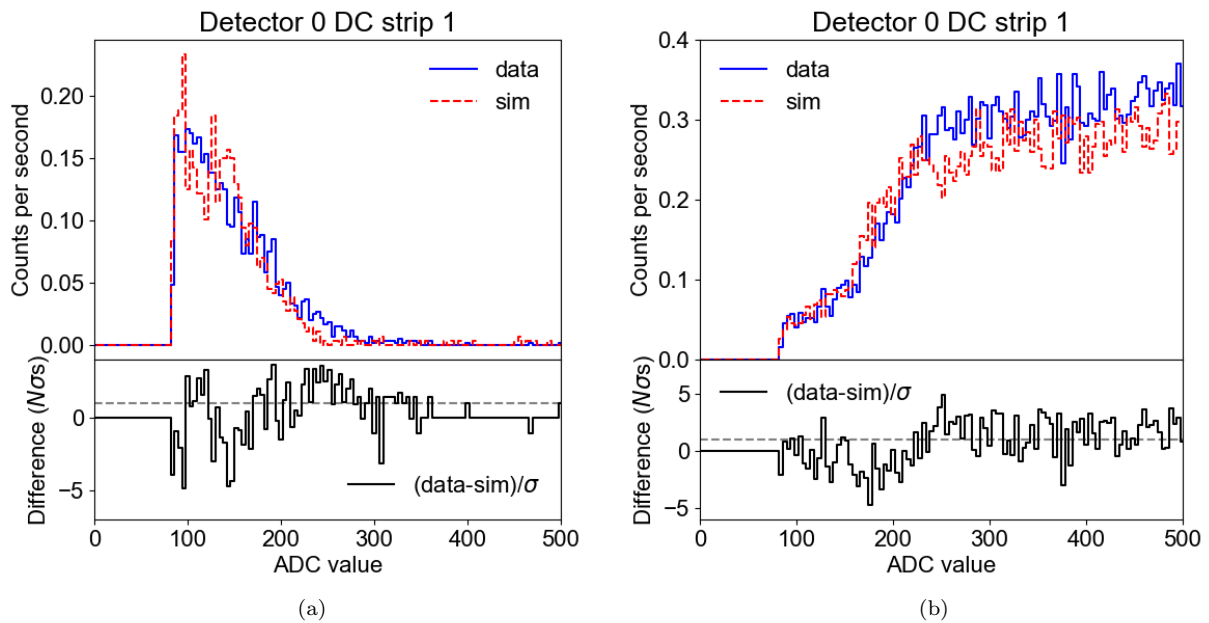 Detector 0 DC strip 1
data
sim
0.20
0.15
0.10
0.05
0.00
Counts per second
0
−5
Difference (Nσs)
(data-sim)/σ
0 100 200 300 400 500
ADC value
(a)
Detector 0 DC strip 1
data
sim
0.4
0.3
0.2
0.1
0.0
Counts per second
5
0
−5
Difference (Nσs)
(data-sim)/σ
0 100 200 300 400 500
ADC value
(b)